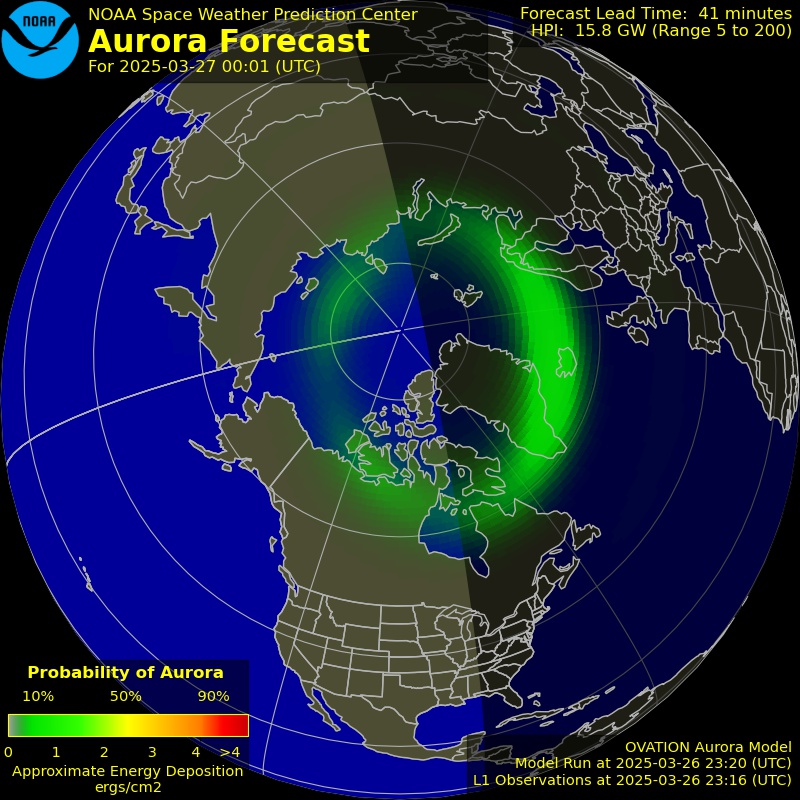 NOAA
NOAA Space Weather Prediction Center
Aurora Forecast
For 2025-03-27 00:01 (UTC)
Forecast Lead Time: 41 minutes
HPI: 15.8 GW (Range 5 to 200)
Probability of Aurora
10% 50% 90%
0 1 2 3 4 >4
Approximate Energy Deposition
ergs/cm2
OVATION Aurora Model
Model Run at 2025-03-26 23:20 (UTC)
L1 Observations at 2025-03-26 23:16 (UTC)